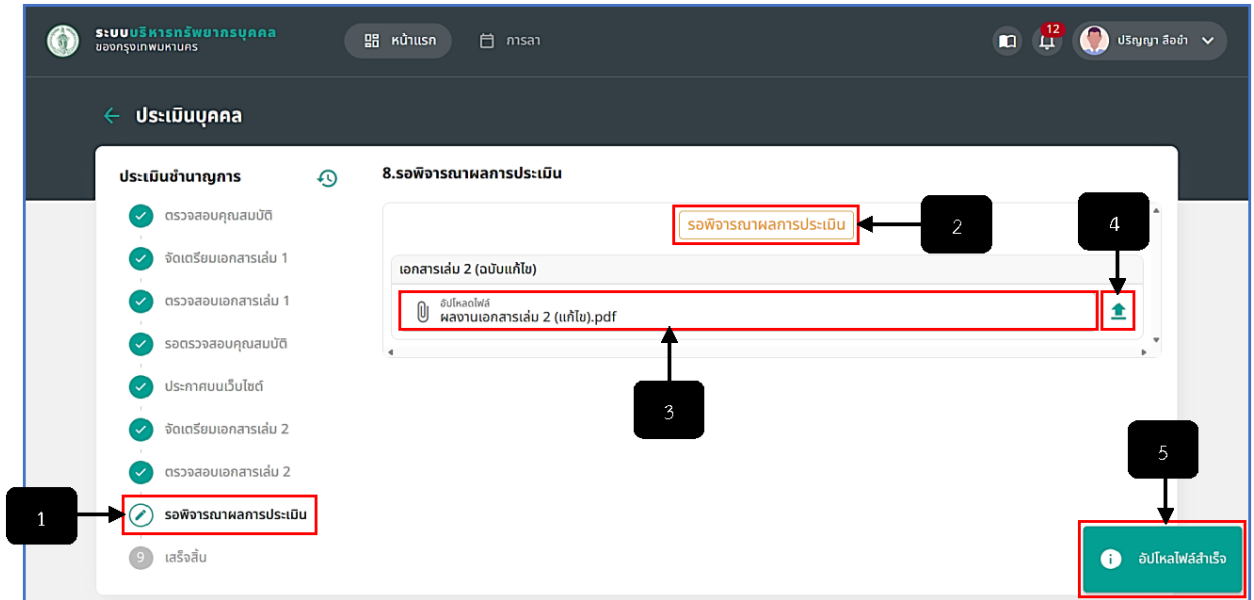 ระบบบริหารทรัพยากรบุคคล
ของกรุงเทพมหานคร
หน้าแรก
การลา
12
ปริญญา ลือขำ
ประเมินบุคคล
ประเมินชำนาญการ
ตรวจสอบคุณสมบัติ
จัดเตรียมเอกสารเล่ม 1
ตรวจสอบเอกสารเล่ม 1
รอตรวจสอบคุณสมบัติ
ประกาศบนเว็บไซต์
จัดเตรียมเอกสารเล่ม 2
ตรวจสอบเอกสารเล่ม 2
1
รอพิจารณาผลการประเมิน
9 เสร็จสิ้น
8.รอพิจารณาผลการประเมิน
รอพิจารณาผลการประเมิน
2
4
เอกสารเล่ม 2 (ฉบับแก้ไข)
อัปโหลดไฟล์
ผลงานเอกสารเล่ม 2 (แก้ไข).pdf
3
5
อัปโหลไฟล์สำเร็จ